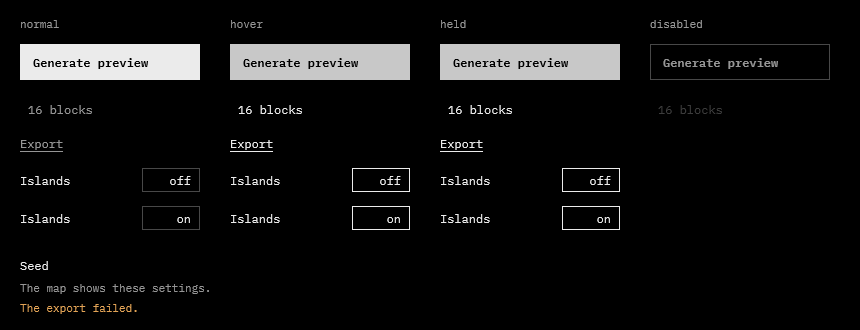 normal hover held disabled
Generate preview Generate preview Generate preview Generate preview
16 blocks 16 blocks 16 blocks 16 blocks
Export Export Export
Islands off Islands off Islands off
Islands on Islands on Islands on
Seed
The map shows these settings.
The export failed.